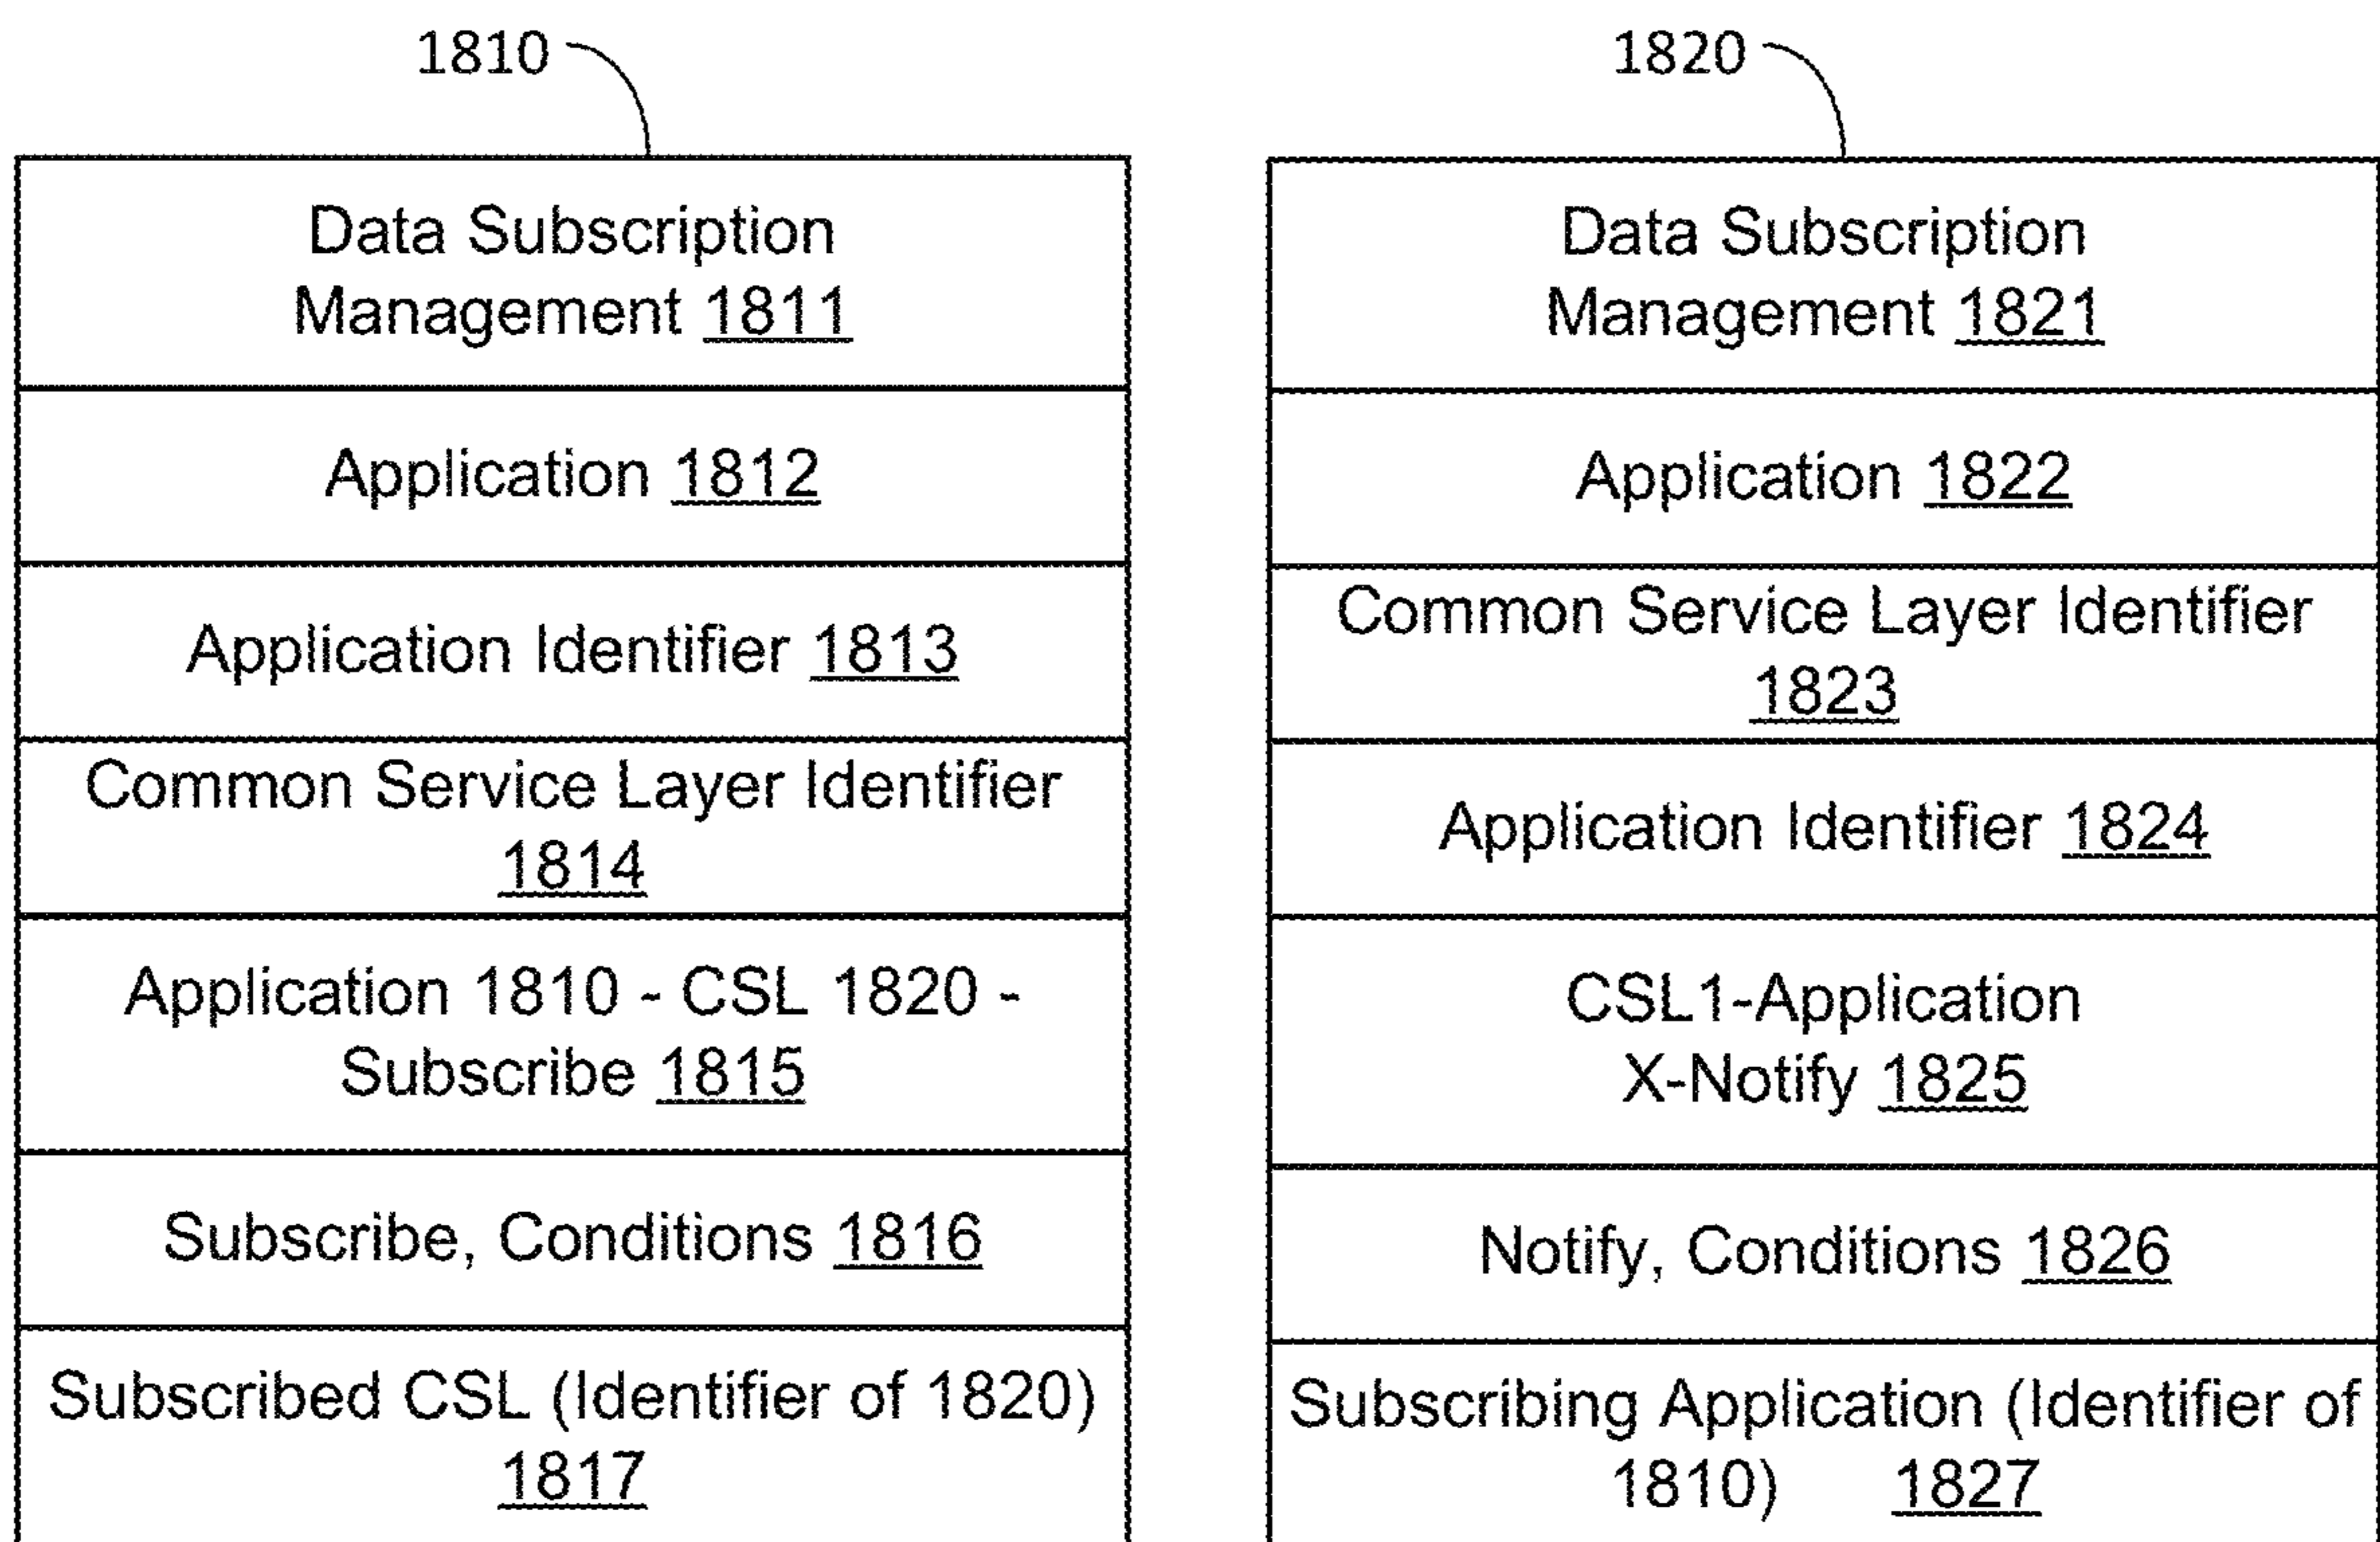 1810
Data Subscription
Management 1811
Application 1812
Application Identifier 1813
Common Service Layer Identifier
1814
Application 1810 - CSL 1820 -
Subscribe 1815
Subscribe, Conditions 1816
Subscribed CSL (Identifier of 1820)
1817
1820
Data Subscription
Management 1821
Application 1822
Common Service Layer Identifier
1823
Application Identifier 1824
CSL1-Application
X-Notify 1825
Notify, Conditions 1826
Subscribing Application (Identifier of
1810) 1827